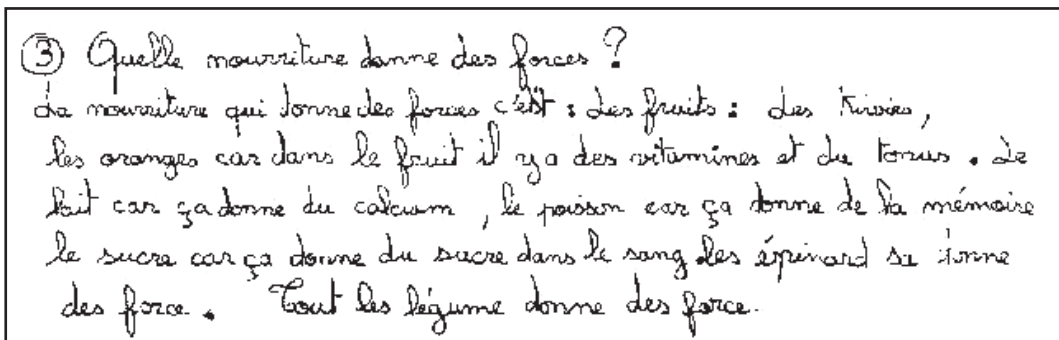 ③ Quelle nourriture donne des forces ?
La nourriture qui donne des forces c'est : Les fruits : Les kiwies,
les oranges car dans le fruit il y a des vitamines et du tonus . Le
lait car ça donne du calcium , le poisson car ça donne de la mémoire
le sucre car ça donne du sucre dans le sang Les épinard sa donne
des force . Tout les légume donne des force.